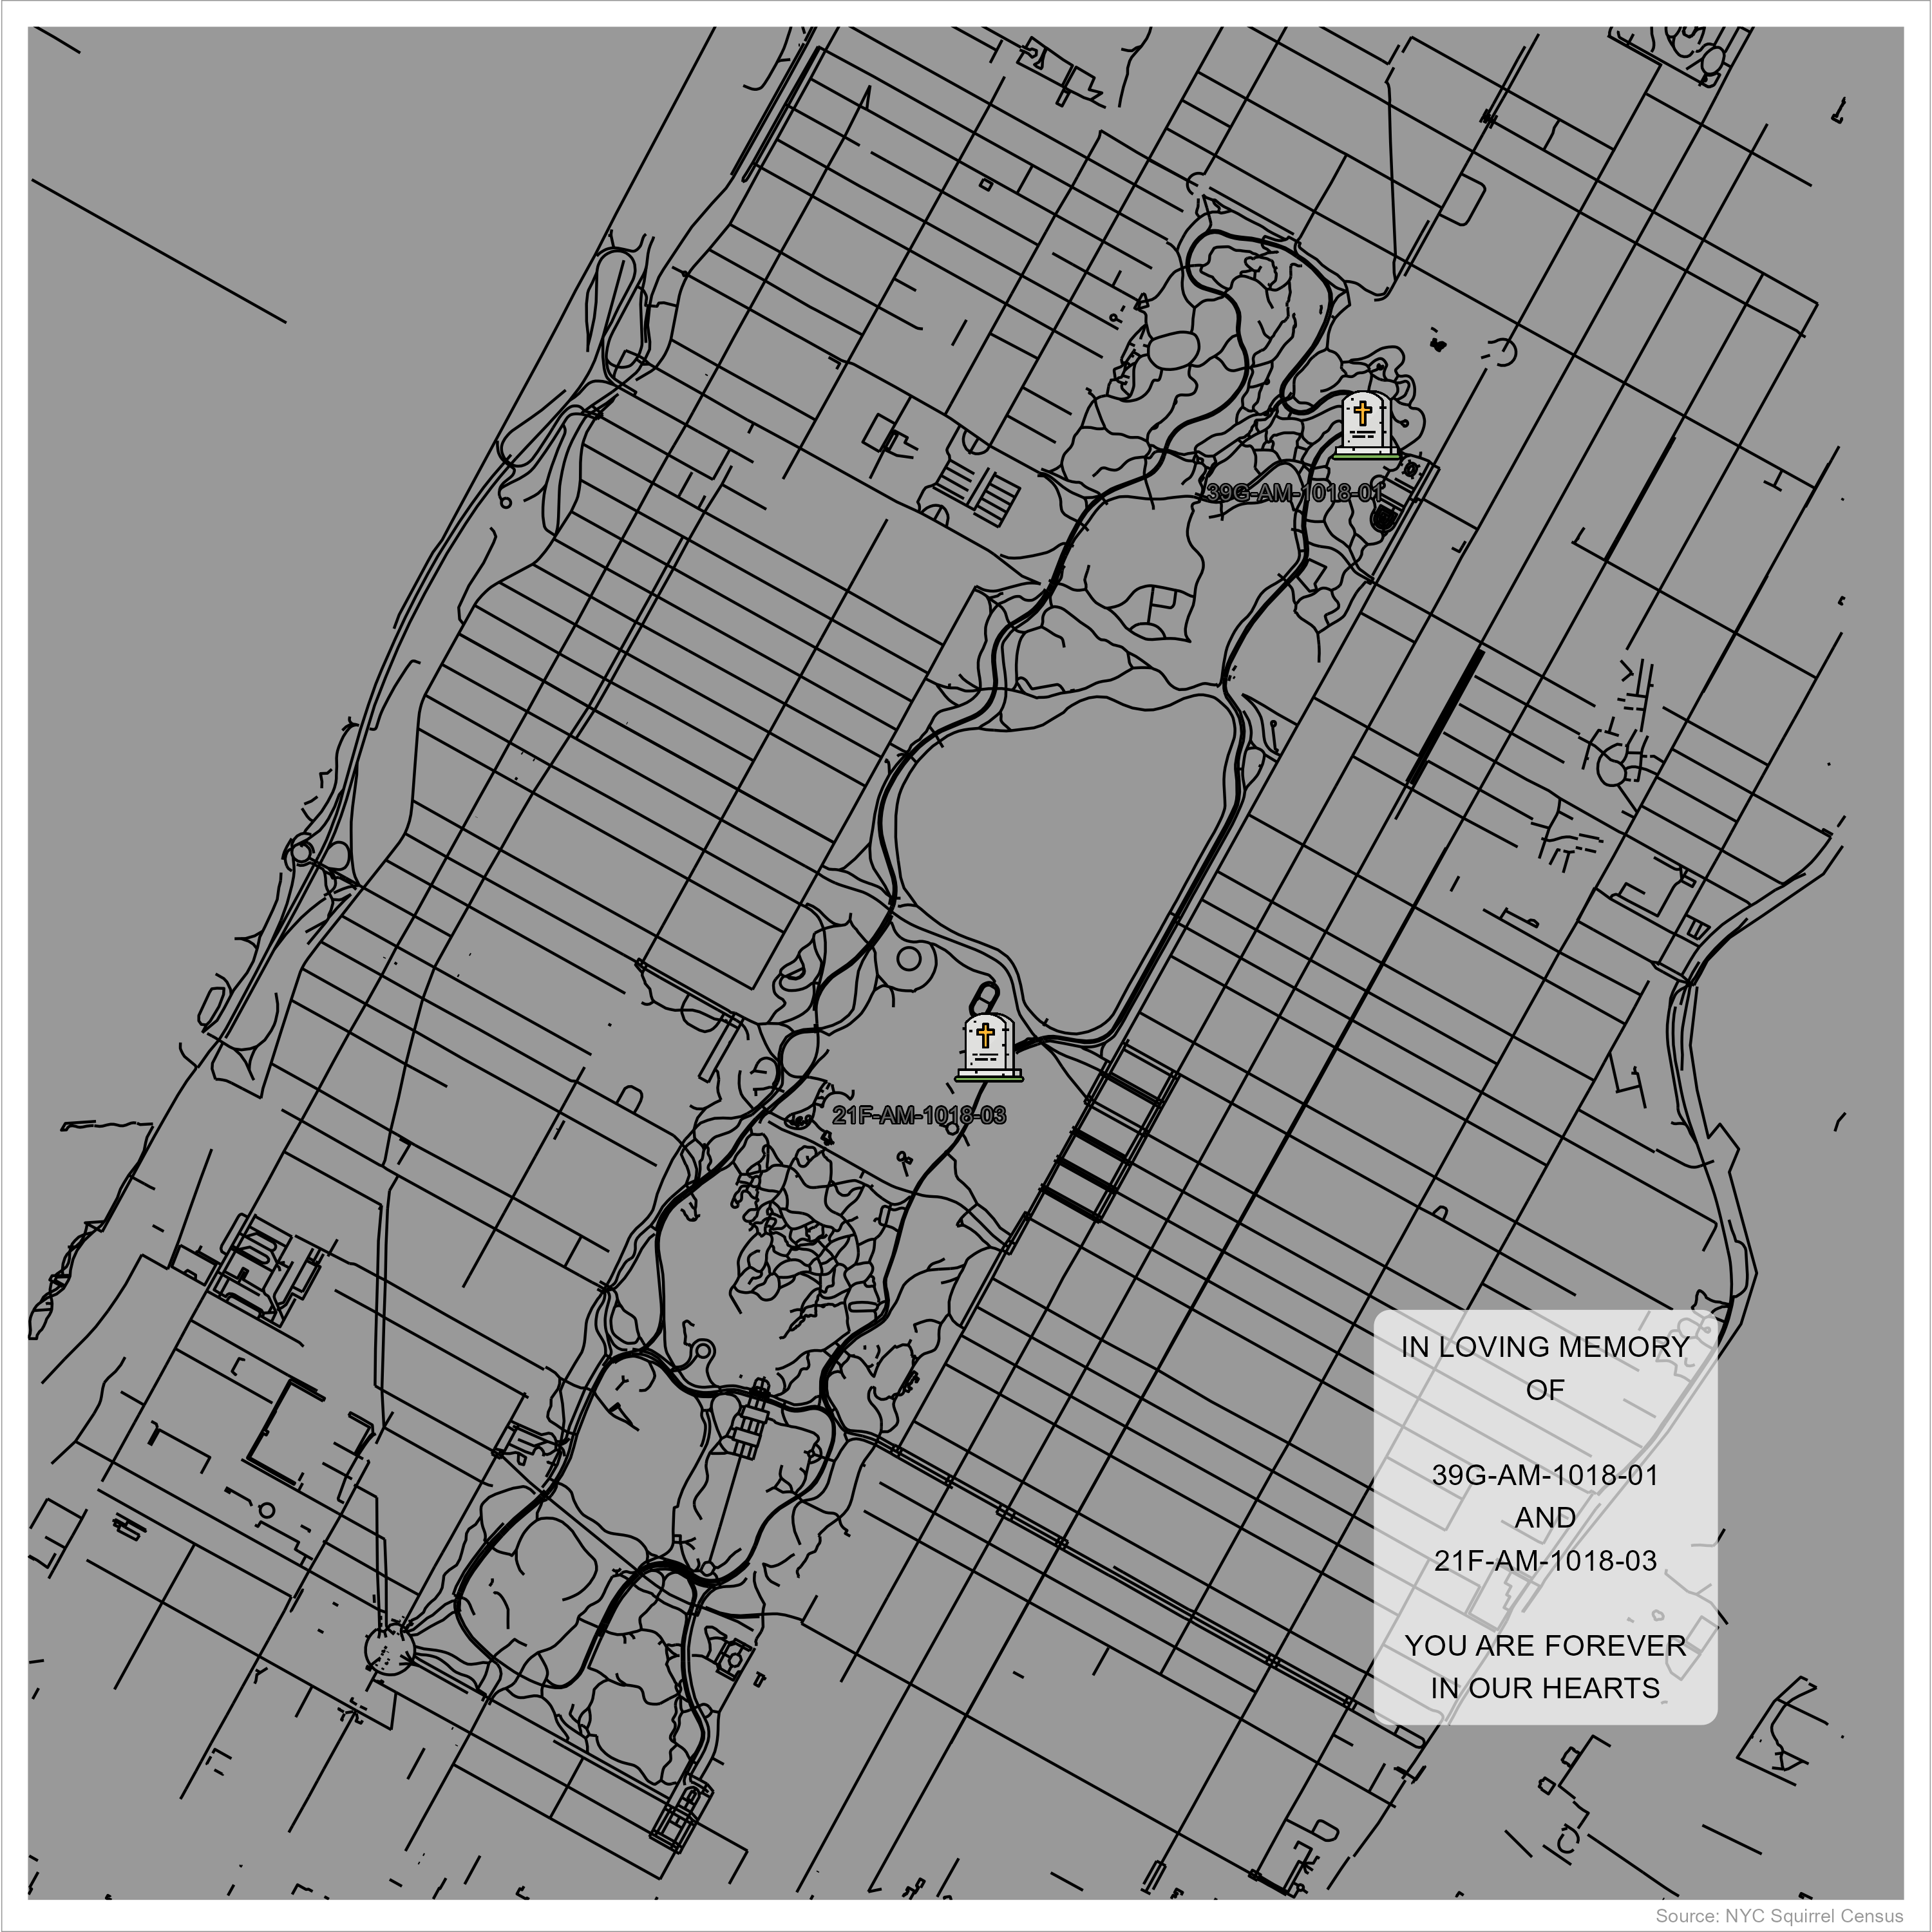 39G-AM-1018-01
21F-AM-1018-03
IN LOVING MEMORY
OF
39G-AM-1018-01
AND
21F-AM-1018-03
YOU ARE FOREVER
IN OUR HEARTS
Source: NYC Squirrel Census